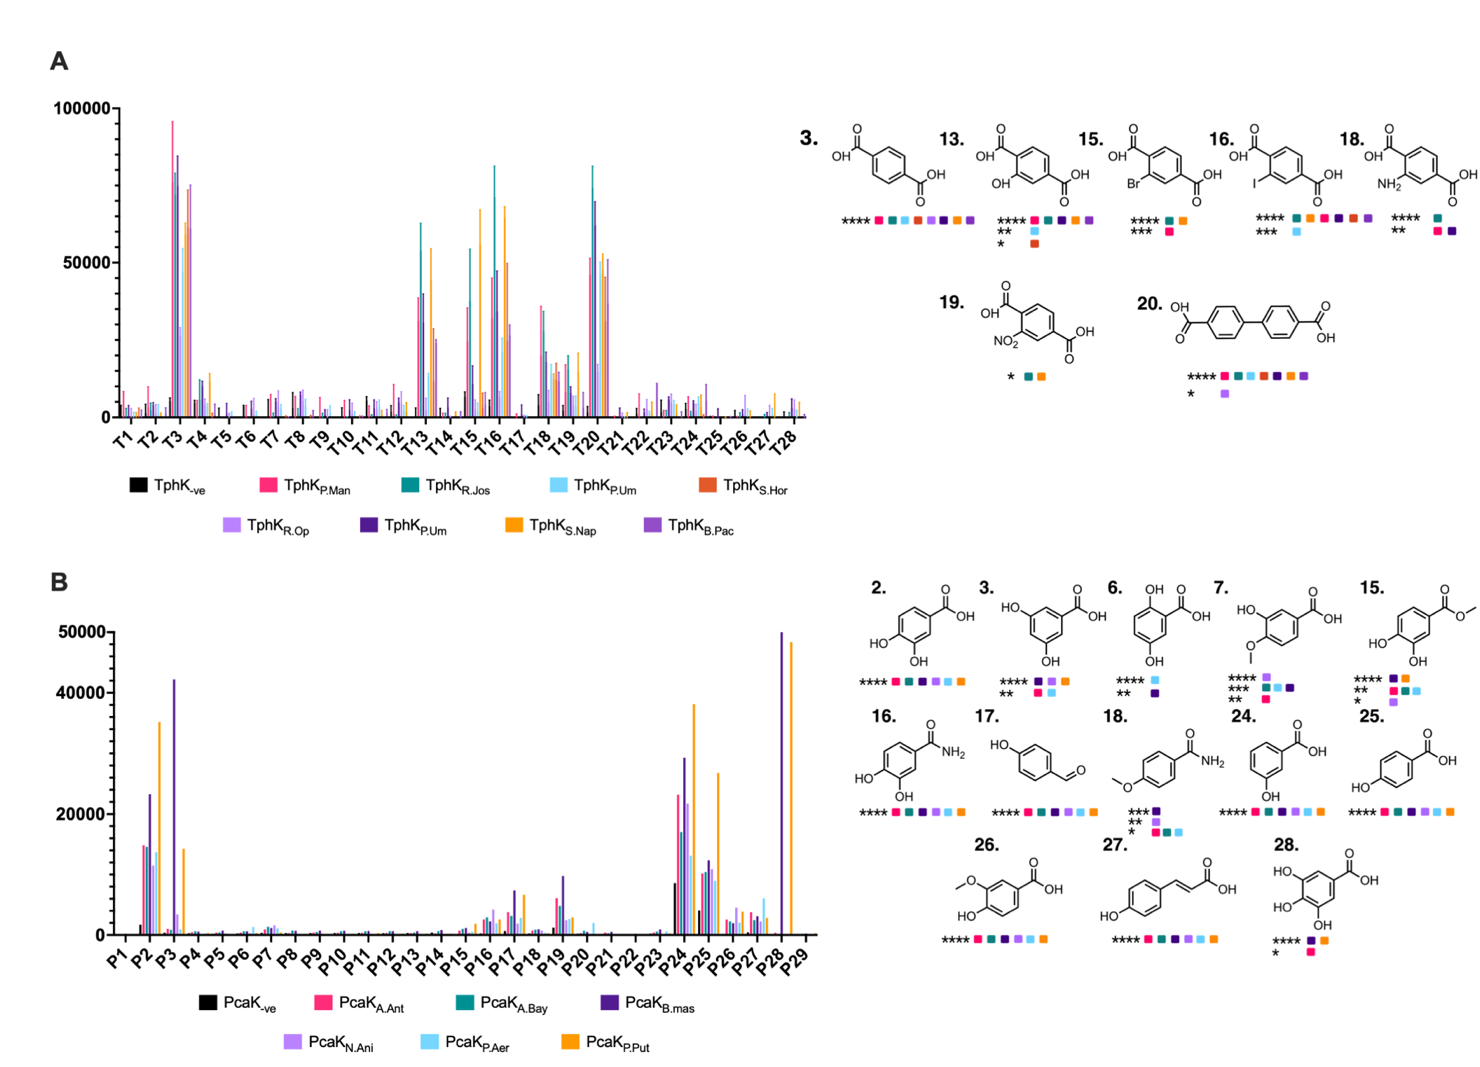 A
100000
50000
0
T1 T2 T3 T4 T5 T6 T7 T8 T9 T10 T11 T12 T13 T14 T15 T16 T17 T18 T19 T20 T21 T22 T23 T24 T25 T26 T27 T28
TphK-ve TphKP.Man TphKR.Jos TphKP.Um TphKS.Hor
TphKR.Op TphKP.Um TphKS.Nap TphKB.Pac
3. 13. 15. 16. 18.
O O O O O
OH OH OH OH OH
OH OH OH OH OH
OH Br I NH2
O O O O O
**** **** **** **** ****
** *** *** **
*
19. 20.
O OH O
OH O OH
NO2 OH
O
* ****
*
B
50000
40000
20000
0
P1 P2 P3 P4 P5 P6 P7 P8 P9 P10 P11 P12 P13 P14 P15 P16 P17 P18 P19 P20 P21 P22 P23 P24 P25 P26 P27 P28 P29
PcaK-ve PcaKA.Ant PcaKA.Bay PcaKB.mas
PcaKN.Ani PcaKP.Aer PcaKP.Put
2. 3. 6. 7. 15.
O O OH O O O
OH HO OH OH HO OH O
HO O HO
OH OH OH OH
**** **** **** **** ****
** ** *** **
** *
16. 17. 18. 24. 25.
O O O O
NH2 HO NH2 OH OH
HO O O HO
OH OH
**** **** *** **** ****
**
*
26. 27. 28.
O O O
O OH OH HO OH
HO HO HO
OH
**** **** ****
*